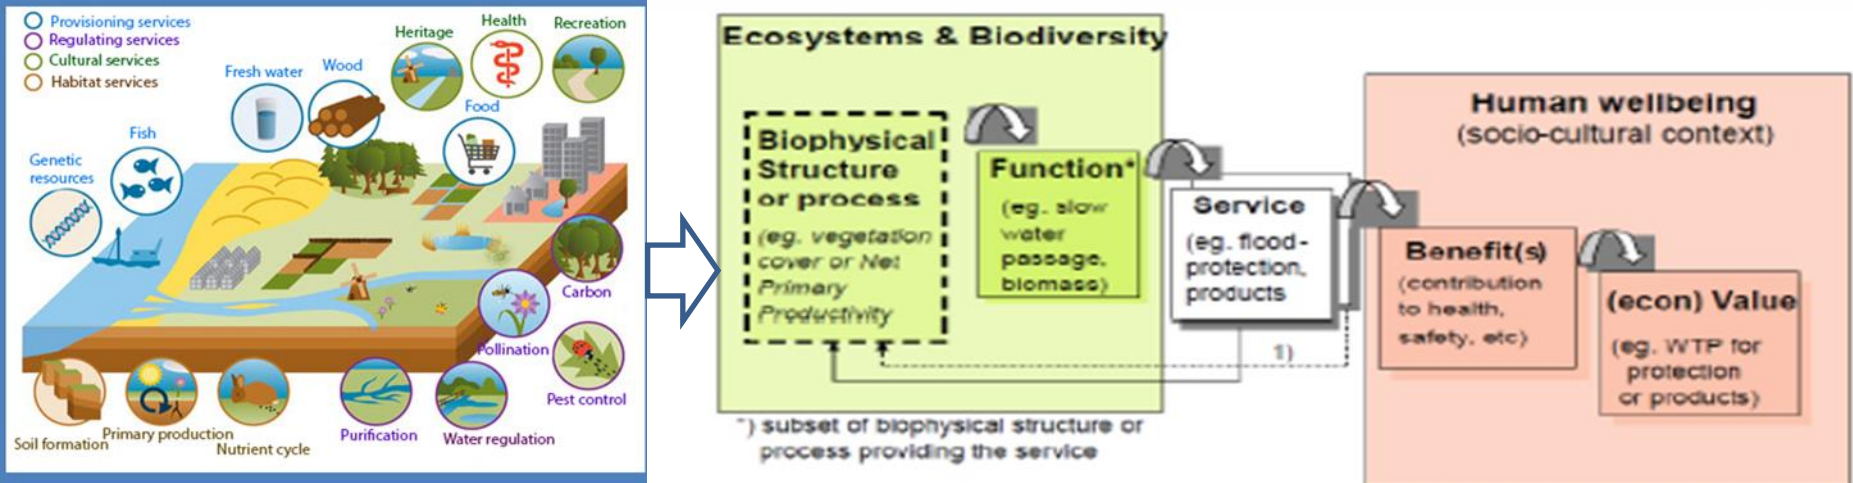 Provisioning services
Regulating services
Cultural services
Habitat services
Heritage
Health
Recreation
Fresh water
Wood
Food
Fish
Genetic
resources
Carbon
Pollination
Pest control
Soil formation
Primary production
Nutrient cycle
Purification
Water regulation
Ecosystems & Biodiversity
Biophysical
Structure
or process
(eg. vegetation
cover or Net
Primary
Productivity
Function*
(eg. slow
water
passage,
biomass)
Service
(eg. flood-
protection,
products
1)
*) subset of biophysical structure or
process providing the service
Human wellbeing
(socio-cultural context)
Benefit(s)
(contribution
to health,
safety, etc)
(econ) Value
(eg. WTP for
protection
or products)